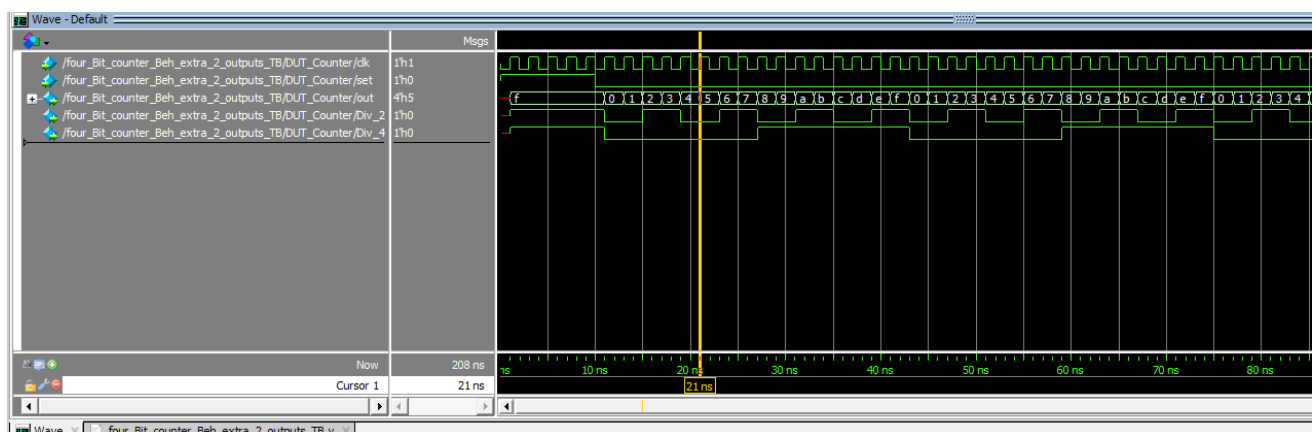 Wave - Default
Msgs
/four_Bit_counter_Beh_extra_2_outputs_TB/DUT_Counter/clk 1'h1
/four_Bit_counter_Beh_extra_2_outputs_TB/DUT_Counter/set 1'h0
/four_Bit_counter_Beh_extra_2_outputs_TB/DUT_Counter/out 4'h5 f 0 1 2 3 4 5 6 7 8 9 a b c d e f 0 1 2 3 4 5 6 7 8 9 a b c d e f 0 1 2 3 4
/four_Bit_counter_Beh_extra_2_outputs_TB/DUT_Counter/Div_2 1'h0
/four_Bit_counter_Beh_extra_2_outputs_TB/DUT_Counter/Div_4 1'h0
Now 208 ns ns 10 ns 20 ns 30 ns 40 ns 50 ns 60 ns 70 ns 80 ns
Cursor 1 21 ns 21 ns
Wave four_Bit_counter_Beh_extra_2_outputs_TB.v